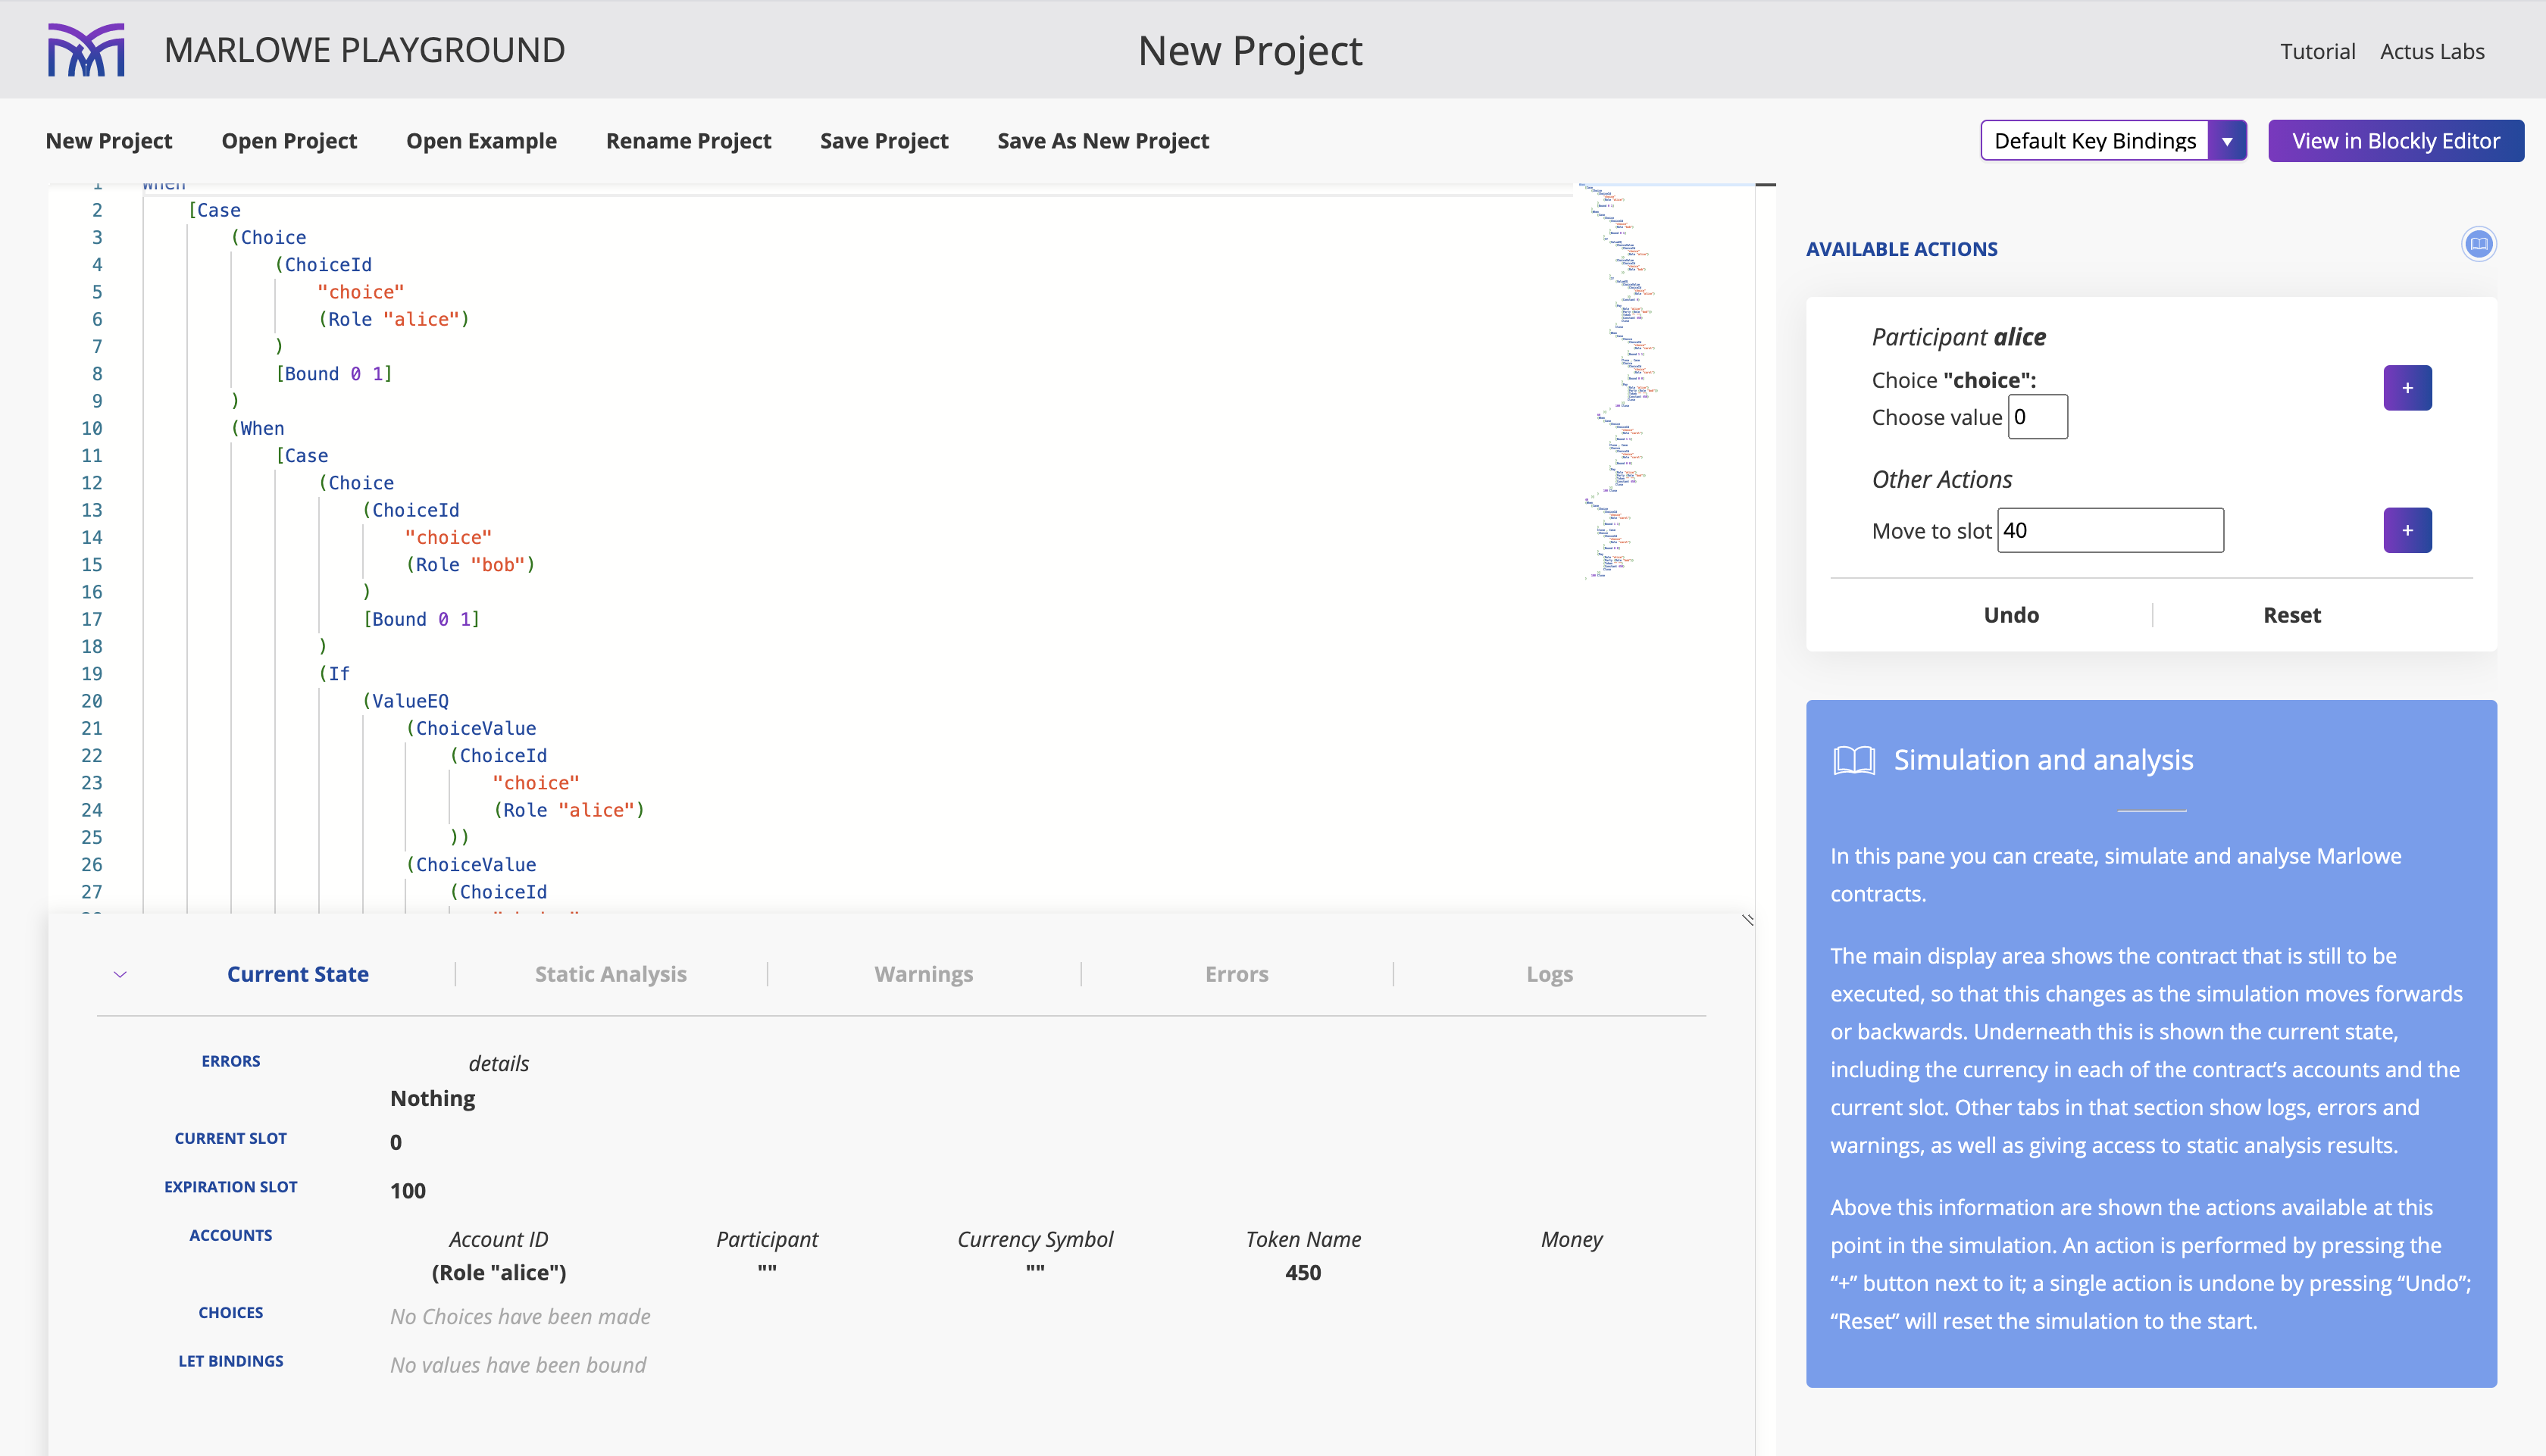 MARLOWE PLAYGROUND
New Project
Tutorial Actus Labs
New Project Open Project Open Example Rename Project Save Project Save As New Project
Default Key Bindings
View in Blockly Editor
1 When
2 [Case
3 (Choice
4 (ChoiceId
5 "choice"
6 (Role "alice")
7 )
8 [Bound 0 1]
9 )
10 (When
11 [Case
12 (Choice
13 (ChoiceId
14 "choice"
15 (Role "bob")
16 )
17 [Bound 0 1]
18 )
19 (If
20 (ValueEQ
21 (ChoiceValue
22 (ChoiceId
23 "choice"
24 (Role "alice")
25 ))
26 (ChoiceValue
27 (ChoiceId
AVAILABLE ACTIONS
Participant alice
Choice "choice":
Choose value 0
+
Other Actions
Move to slot 40
+
Undo Reset
Simulation and analysis
In this pane you can create, simulate and analyse Marlowe
contracts.
The main display area shows the contract that is still to be
executed, so that this changes as the simulation moves forwards
or backwards. Underneath this is shown the current state,
including the currency in each of the contract’s accounts and the
current slot. Other tabs in that section show logs, errors and
warnings, as well as giving access to static analysis results.
Above this information are shown the actions available at this
point in the simulation. An action is performed by pressing the
“+” button next to it; a single action is undone by pressing “Undo”;
“Reset” will reset the simulation to the start.
Current State Static Analysis Warnings Errors Logs
ERRORS details
Nothing
CURRENT SLOT 0
EXPIRATION SLOT 100
ACCOUNTS Account ID Participant Currency Symbol Token Name Money
(Role "alice") "" "" 450
CHOICES No Choices have been made
LET BINDINGS No values have been bound